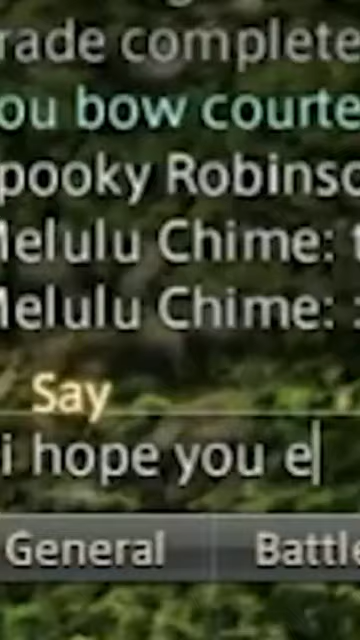 rade complete
ou bow courte
pooky Robinso
Melulu Chime: t
Melulu Chime: :
Say
i hope you e
General Battle